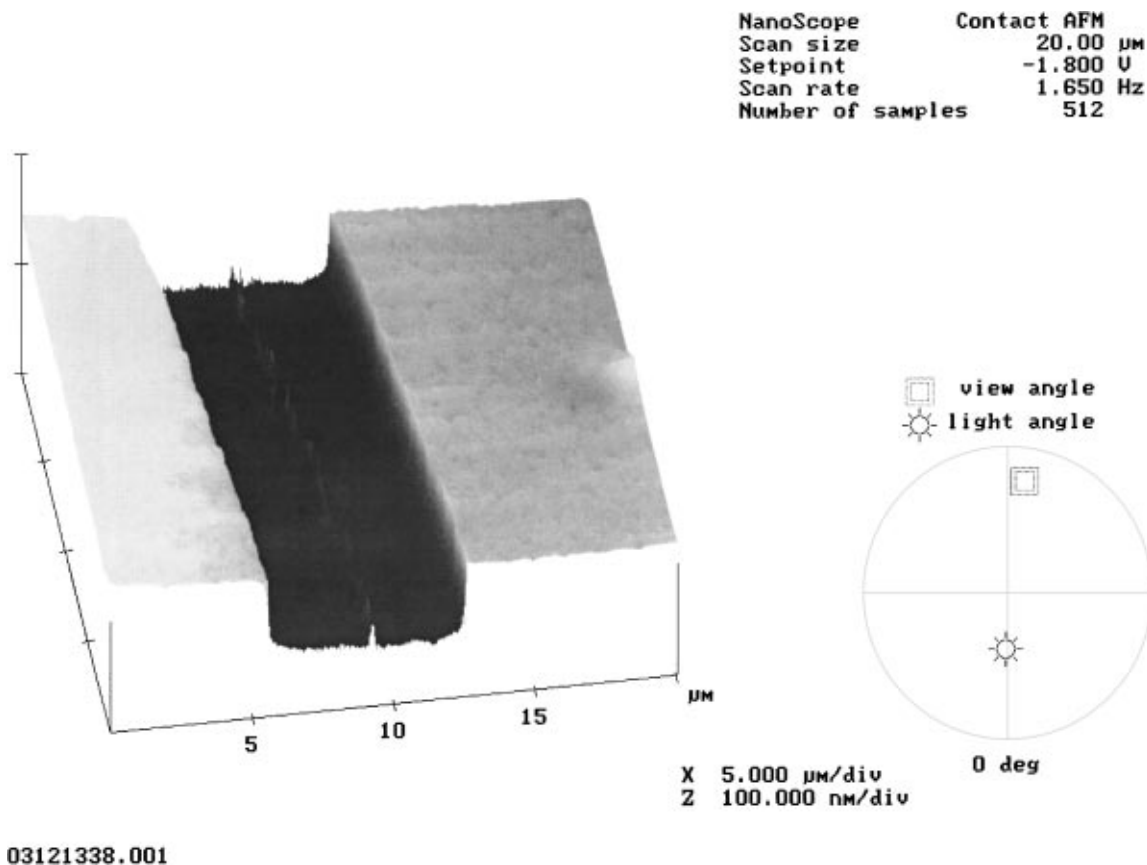 NanoScope Contact AFM
Scan size 20.00 µm
Setpoint -1.800 V
Scan rate 1.650 Hz
Number of samples 512
view angle
light angle
µm
5
10
15
X 5.000 µm/div
Z 100.000 nm/div
0 deg
03121338.001